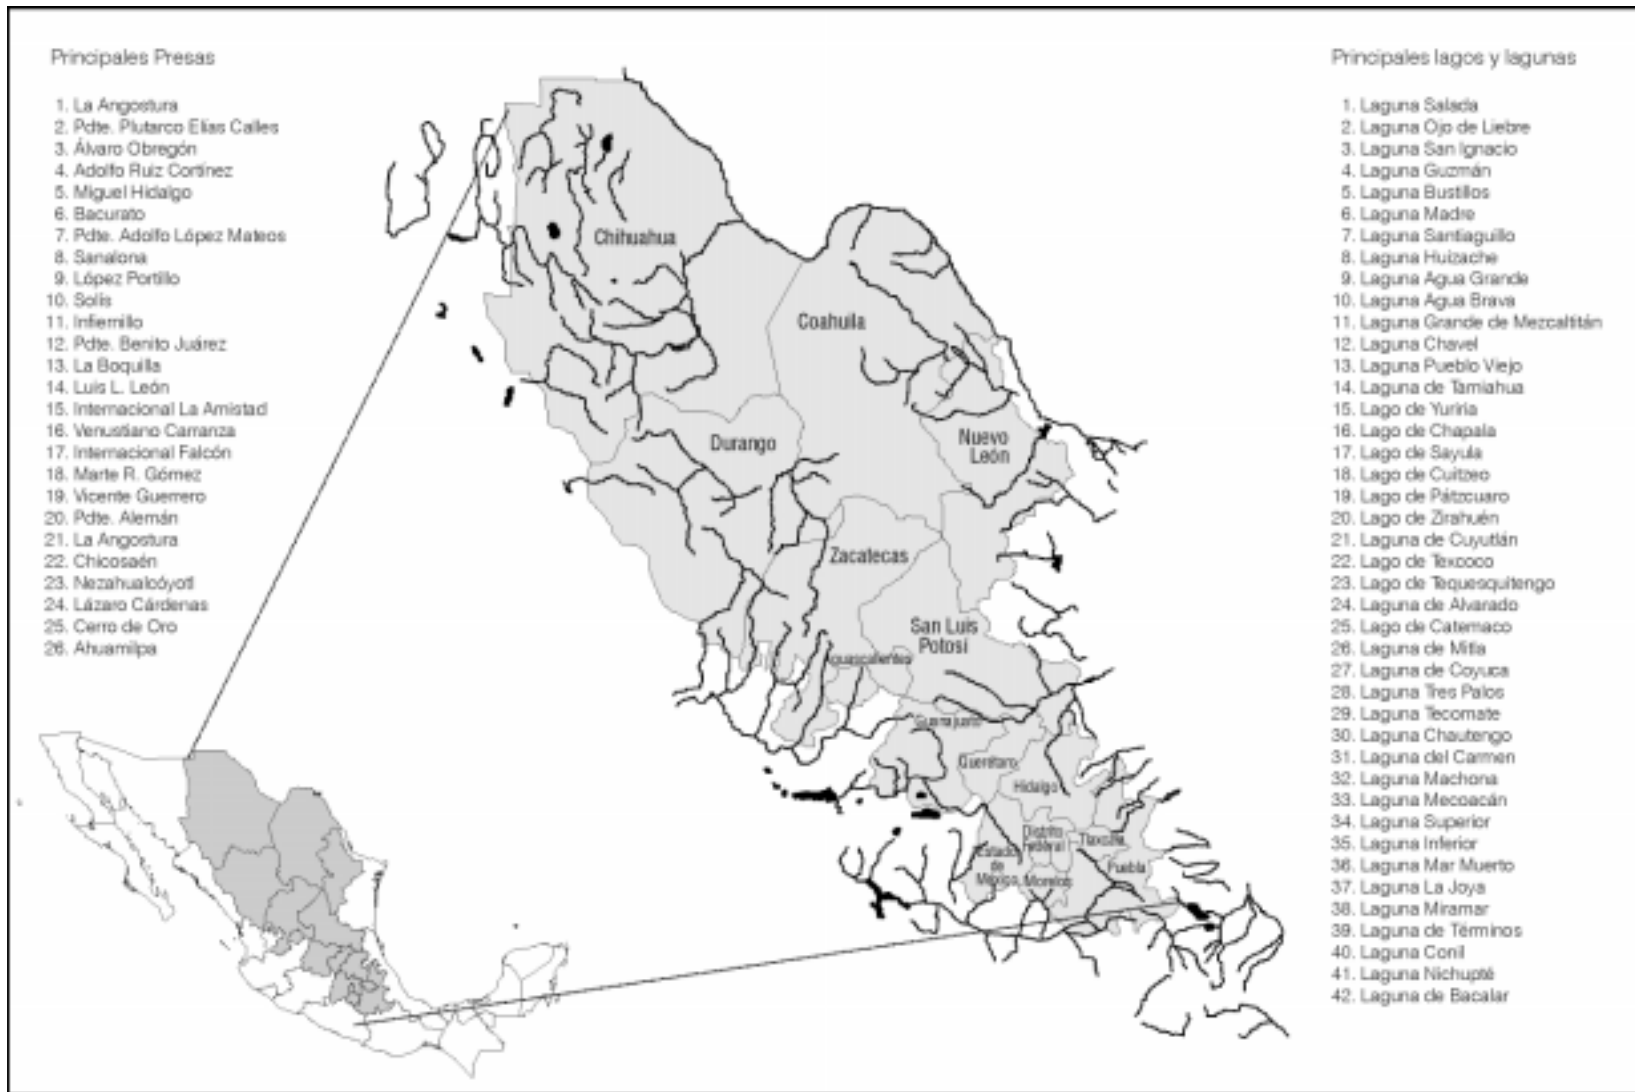 Principales Presas
1. La Angostura
2. Pdte. Plutarco Elías Calles
3. Álvaro Obregón
4. Adolfo Ruiz Cortínez
5. Miguel Hidalgo
6. Bacurato
7. Pdte. Adolfo López Mateos
8. Sanalona
9. López Portillo
10. Solís
11. Infiernillo
12. Pdte. Benito Juárez
13. La Boquilla
14. Luis L. León
15. Internacional La Amistad
16. Venustiano Carranza
17. Internacional Falcón
18. Marte R. Gómez
19. Vicente Guerrero
20. Pdte. Alemán
21. La Angostura
22. Chicosaén
23. Nezahualcóyotl
24. Lázaro Cárdenas
25. Cerro de Oro
26. Ahuamilpa
Chihuahua
Coahuila
Durango
Nuevo
León
Zacatecas
San Luis
Potosí
guascalientes
Guanajuato
Querétaro
Hidalgo
Distrito
Federal
Tlaxcala
Estado
de
México
Morelos
Puebla
Principales lagos y lagunas
1. Laguna Salada
2. Laguna Ojo de Liebre
3. Laguna San Ignacio
4. Laguna Guzmán
5. Laguna Bustillos
6. Laguna Madre
7. Laguna Santiaguillo
8. Laguna Huizache
9. Laguna Agua Grande
10. Laguna Agua Brava
11. Laguna Grande de Mezcaltitán
12. Laguna Chavel
13. Laguna Pueblo Viejo
14. Laguna de Tamiahua
15. Lago de Yuriria
16. Lago de Chapala
17. Lago de Sayula
18. Lago de Cuitzeo
19. Lago de Pátzcuaro
20. Lago de Zirahuén
21. Laguna de Cuyutlán
22. Lago de Texcoco
23. Lago de Tequesquitengo
24. Laguna de Alvarado
25. Lago de Catemaco
26. Laguna de Mitla
27. Laguna de Coyuca
28. Laguna Tres Palos
29. Laguna Tecomate
30. Laguna Chautengo
31. Laguna del Carmen
32. Laguna Machona
33. Laguna Mecoacán
34. Laguna Superior
35. Laguna Inferior
36. Laguna Mar Muerto
37. Laguna La Joya
38. Laguna Miramar
39. Laguna de Términos
40. Laguna Conil
41. Laguna Nichupté
42. Laguna de Bacalar